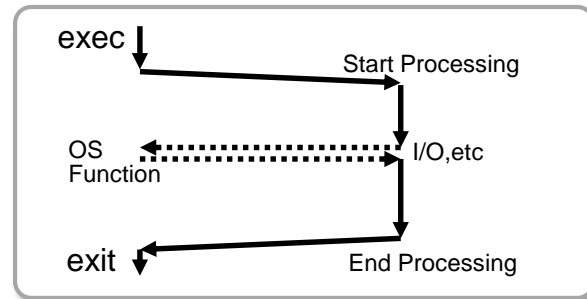 exec
Start Processing
OS
Function
I/O,etc
exit
End Processing